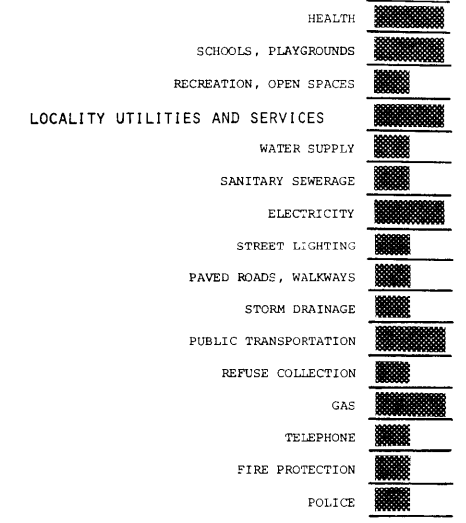 HEALTH
SCHOOLS, PLAYGROUNDS
RECREATION, OPEN SPACES
LOCALITY UTILITIES AND SERVICES
WATER SUPPLY
SANITARY SEWERAGE
ELECTRICITY
STREET LIGHTING
PAVED ROADS, WALKWAYS
STORM DRAINAGE
PUBLIC TRANSPORTATION
REFUSE COLLECTION
GAS
TELEPHONE
FIRE PROTECTION
POLICE